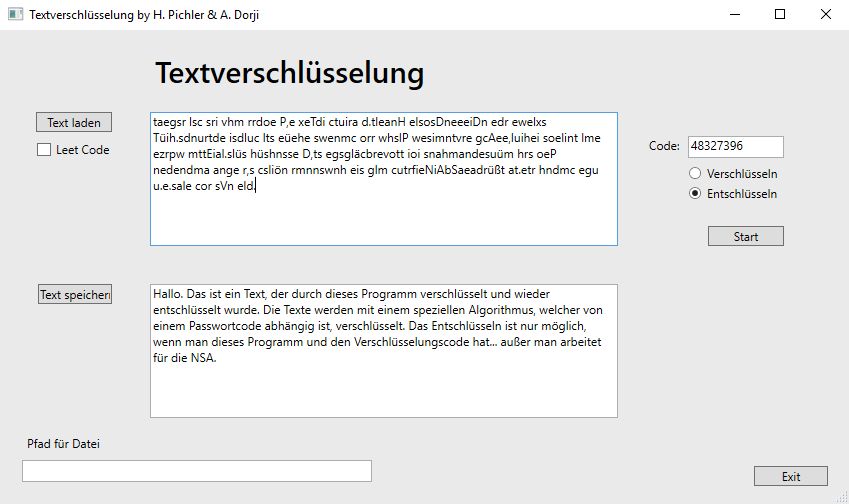 Textverschlüsselung by H. Pichler & A. Dorji
Textverschlüsselung
Text laden
Leet Code
taegsr lsc sri vhm rrdoe P,e xeTdi ctuira d.tleanH elsosDneeeiDn edr ewelxs
Tüih.sdnurtde isdluc lts eüehe swenmc orr whslP wesimntvre gcAee,luihei soelint lme
ezrpw mttEial.slüs hüshnsse D,ts egsgläcbrevott ioi snahmandesuüm hrs oeP
nedendma ange r,s csliön rmnnswnh eis glm cutrfieNiAbSaeadrüßt at.etr hndmc egu
u.e.sale cor sVn eld.
Code:
48327396
Verschlüsseln
Entschlüsseln
Start
Text speichern
Hallo. Das ist ein Text, der durch dieses Programm verschlüsselt und wieder
entschlüsselt wurde. Die Texte werden mit einem speziellen Algorithmus, welcher von
einem Passwortcode abhängig ist, verschlüsselt. Das Entschlüsseln ist nur möglich,
wenn man dieses Programm und den Verschlüsselungscode hat... außer man arbeitet
für die NSA.
Pfad für Datei
Exit